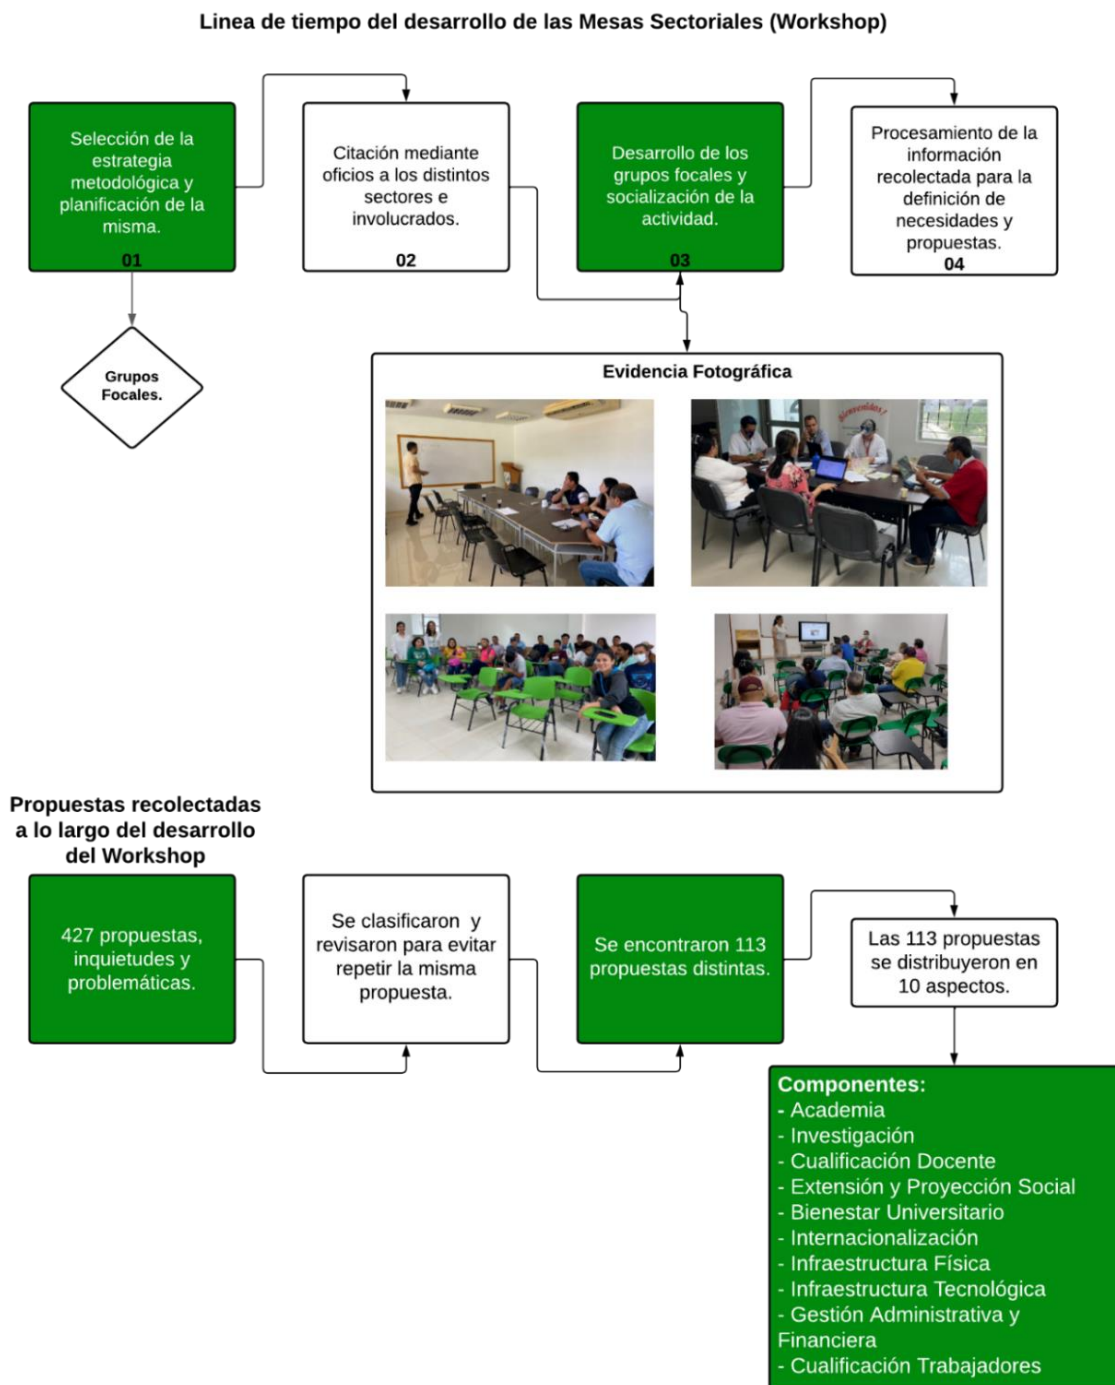 Linea de tiempo del desarrollo de las Mesas Sectoriales (Workshop)
Selección de la
estrategia
metodológica y
planificación de la
misma.
01
Citación mediante
oficios a los distintos
sectores e
involucrados.
02
Desarrollo de los
grupos focales y
socialización de la
actividad.
03
Procesamiento de la
información
recolectada para la
definición de
necesidades y
propuestas.
04
Grupos
Focales.
Evidencia Fotográfica
Bienvenidos!
Propuestas recolectadas
a lo largo del desarrollo
del Workshop
427 propuestas,
inquietudes y
problemáticas.
Se clasificaron y
revisaron para evitar
repetir la misma
propuesta.
Se encontraron 113
propuestas distintas.
Las 113 propuestas
se distribuyeron en
10 aspectos.
Componentes:
- Academia
- Investigación
- Cualificación Docente
- Extensión y Proyección Social
- Bienestar Universitario
- Internacionalización
- Infraestructura Física
- Infraestructura Tecnológica
- Gestión Administrativa y
Financiera
- Cualificación Trabajadores